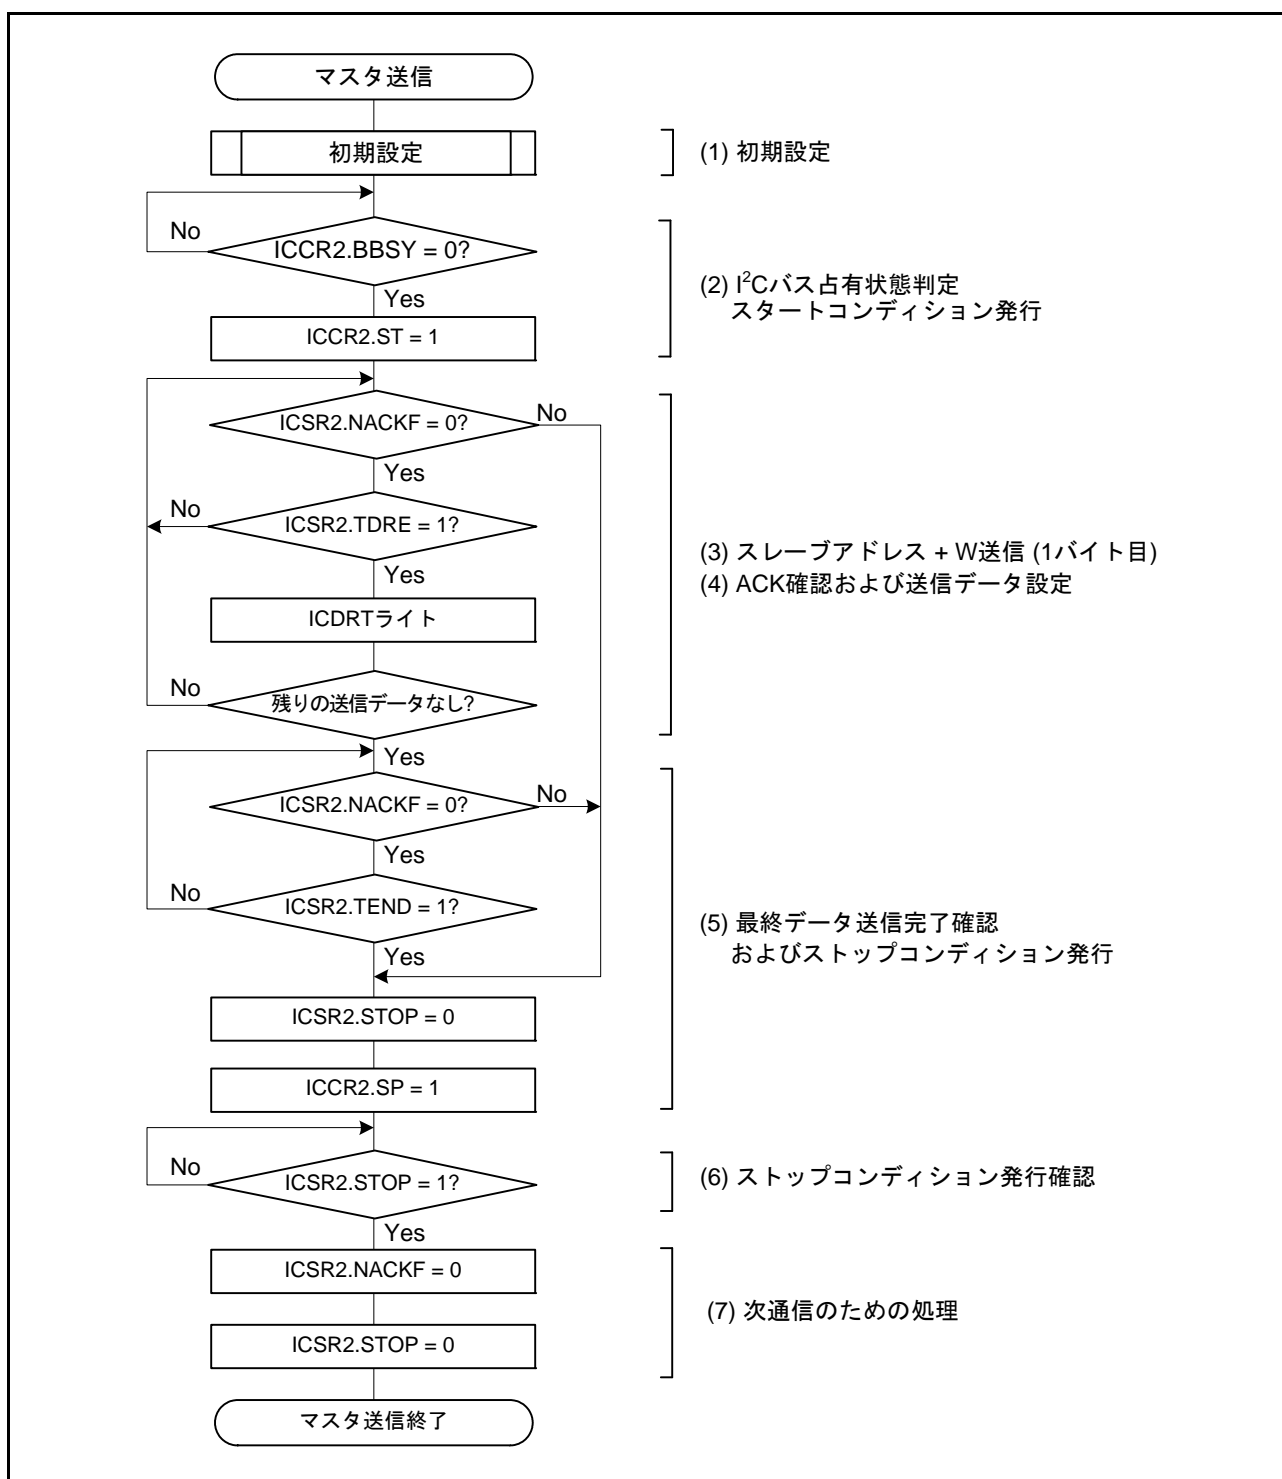 マスタ送信
初期設定
(1) 初期設定
No
ICCR2.BBSY = 0?
Yes
(2) I²Cバス占有状態判定
スタートコンディション発行
ICCR2.ST = 1
ICSR2.NACKF = 0?
No
Yes
No
ICSR2.TDRE = 1?
Yes
(3) スレーブアドレス + W送信 (1バイト目)
(4) ACK確認および送信データ設定
ICDRTライト
No
残りの送信データなし?
Yes
ICSR2.NACKF = 0?
No
Yes
No
ICSR2.TEND = 1?
Yes
(5) 最終データ送信完了確認
およびストップコンディション発行
ICSR2.STOP = 0
ICCR2.SP = 1
No
ICSR2.STOP = 1?
Yes
(6) ストップコンディション発行確認
ICSR2.NACKF = 0
(7) 次通信のための処理
ICSR2.STOP = 0
マスタ送信終了